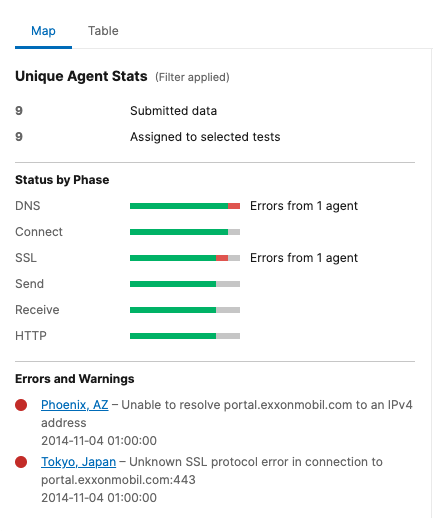 Map Table
Unique Agent Stats (Filter applied)
9 Submitted data
9 Assigned to selected tests
Status by Phase
DNS Errors from 1 agent
Connect
SSL Errors from 1 agent
Send
Receive
HTTP
Errors and Warnings
Phoenix, AZ – Unable to resolve portal.exxonmobil.com to an IPv4
address
2014-11-04 01:00:00
Tokyo, Japan – Unknown SSL protocol error in connection to
portal.exxonmobil.com:443
2014-11-04 01:00:00